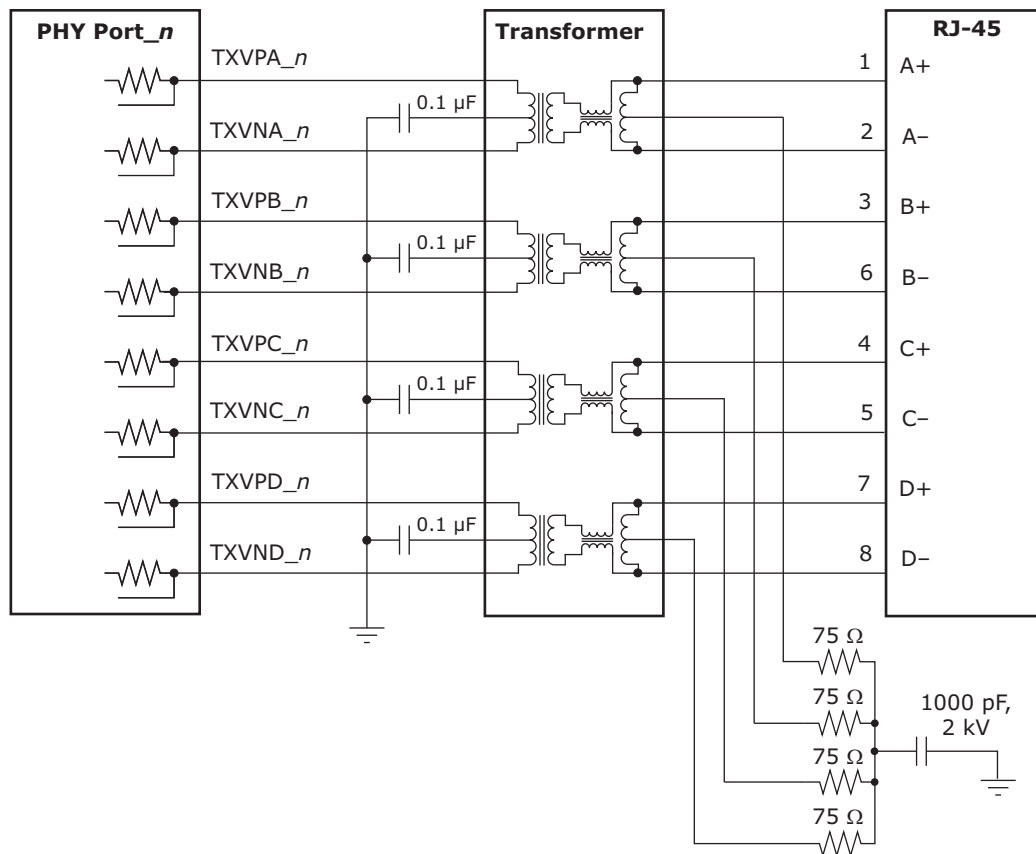 PHY Port_n
Transformer
RJ-45
TXVPA_n
1
A+
0.1 µF
TXVNA_n
2
A–
TXVPB_n
3
B+
0.1 µF
TXVNB_n
6
B–
TXVPC_n
4
C+
0.1 µF
TXVNC_n
5
C–
TXVPD_n
7
D+
0.1 µF
TXVND_n
8
D–
75 Ω
75 Ω
1000 pF,
2 kV
75 Ω
75 Ω